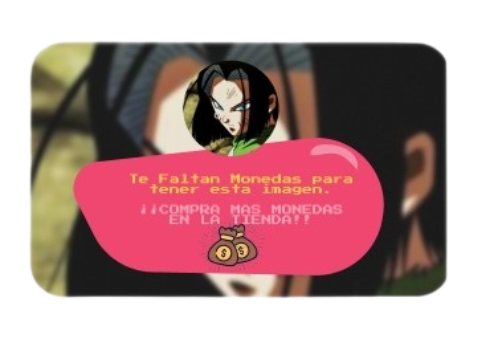 Te Faltan Monedas para
tener esta imagen.
¡¡COMPRA MAS MONEDAS
EN LA TIENDA!!
$ $